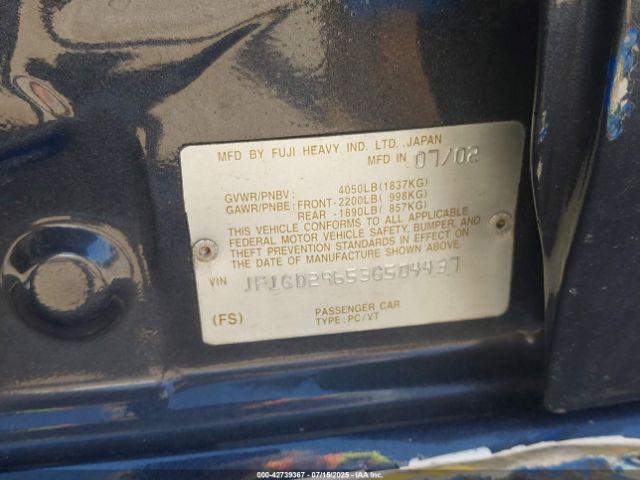 MFD BY FUJI HEAVY IND. LTD.,JAPAN
MFD IN 07/02
GVWR/PNBV : 4050LB(1837KG)
GAWR/PNBE:FRONT-2200LB( 998KG)
REAR -1890LB( 857KG)
THIS VEHICLE CONFORMS TO ALL APPLICABLE
FEDERAL MOTOR VEHICLE SAFETY, BUMPER, AND
THEFT PREVENTION STANDARDS IN EFFECT ON
THE DATE OF MANUFACTURE SHOWN ABOVE.
VIN JF1GD29653G504437
(FS)
PASSENGER CAR
TYPE:PC/VT
000-42739367 - 07/15/2025 - © 2025 IAA, Inc.